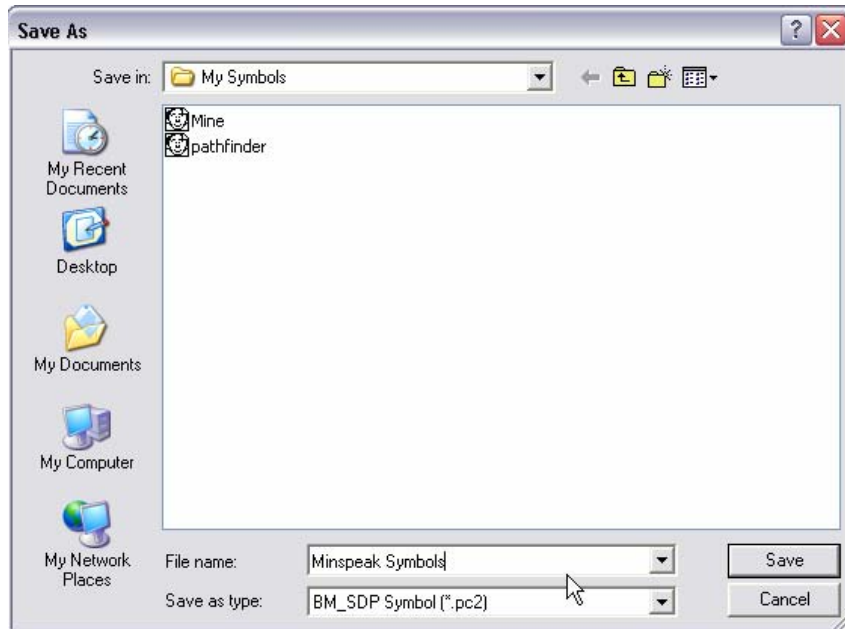 Save As
Save in: My Symbols
Mine
pathfinder
My Recent
Documents
Desktop
My Documents
My Computer
My Network
Places
File name: Minspeak Symbols
Save
Save as type: BM_SDP Symbol (*.pc2)
Cancel